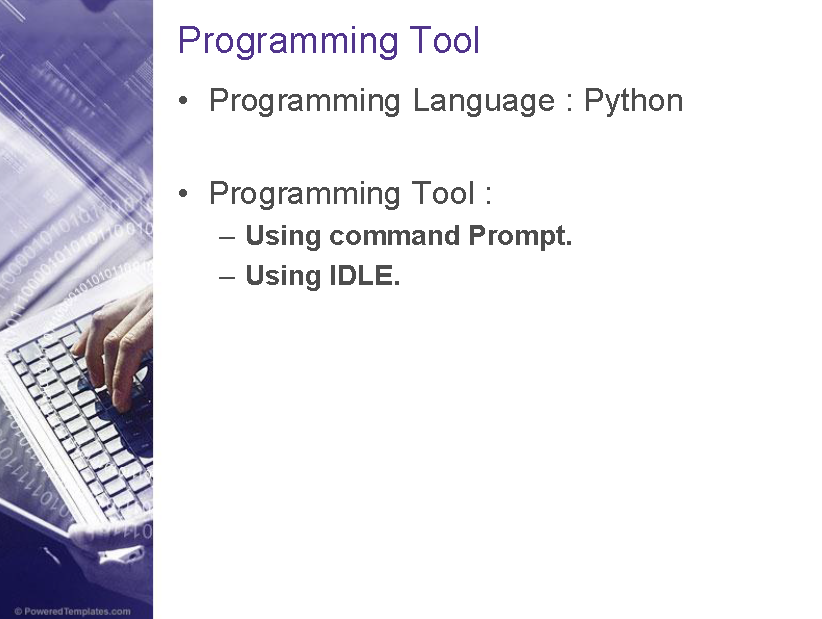 Programming Tool
• Programming Language : Python
• Programming Tool :
– Using command Prompt.
– Using IDLE.
© PoweredTemplates.com